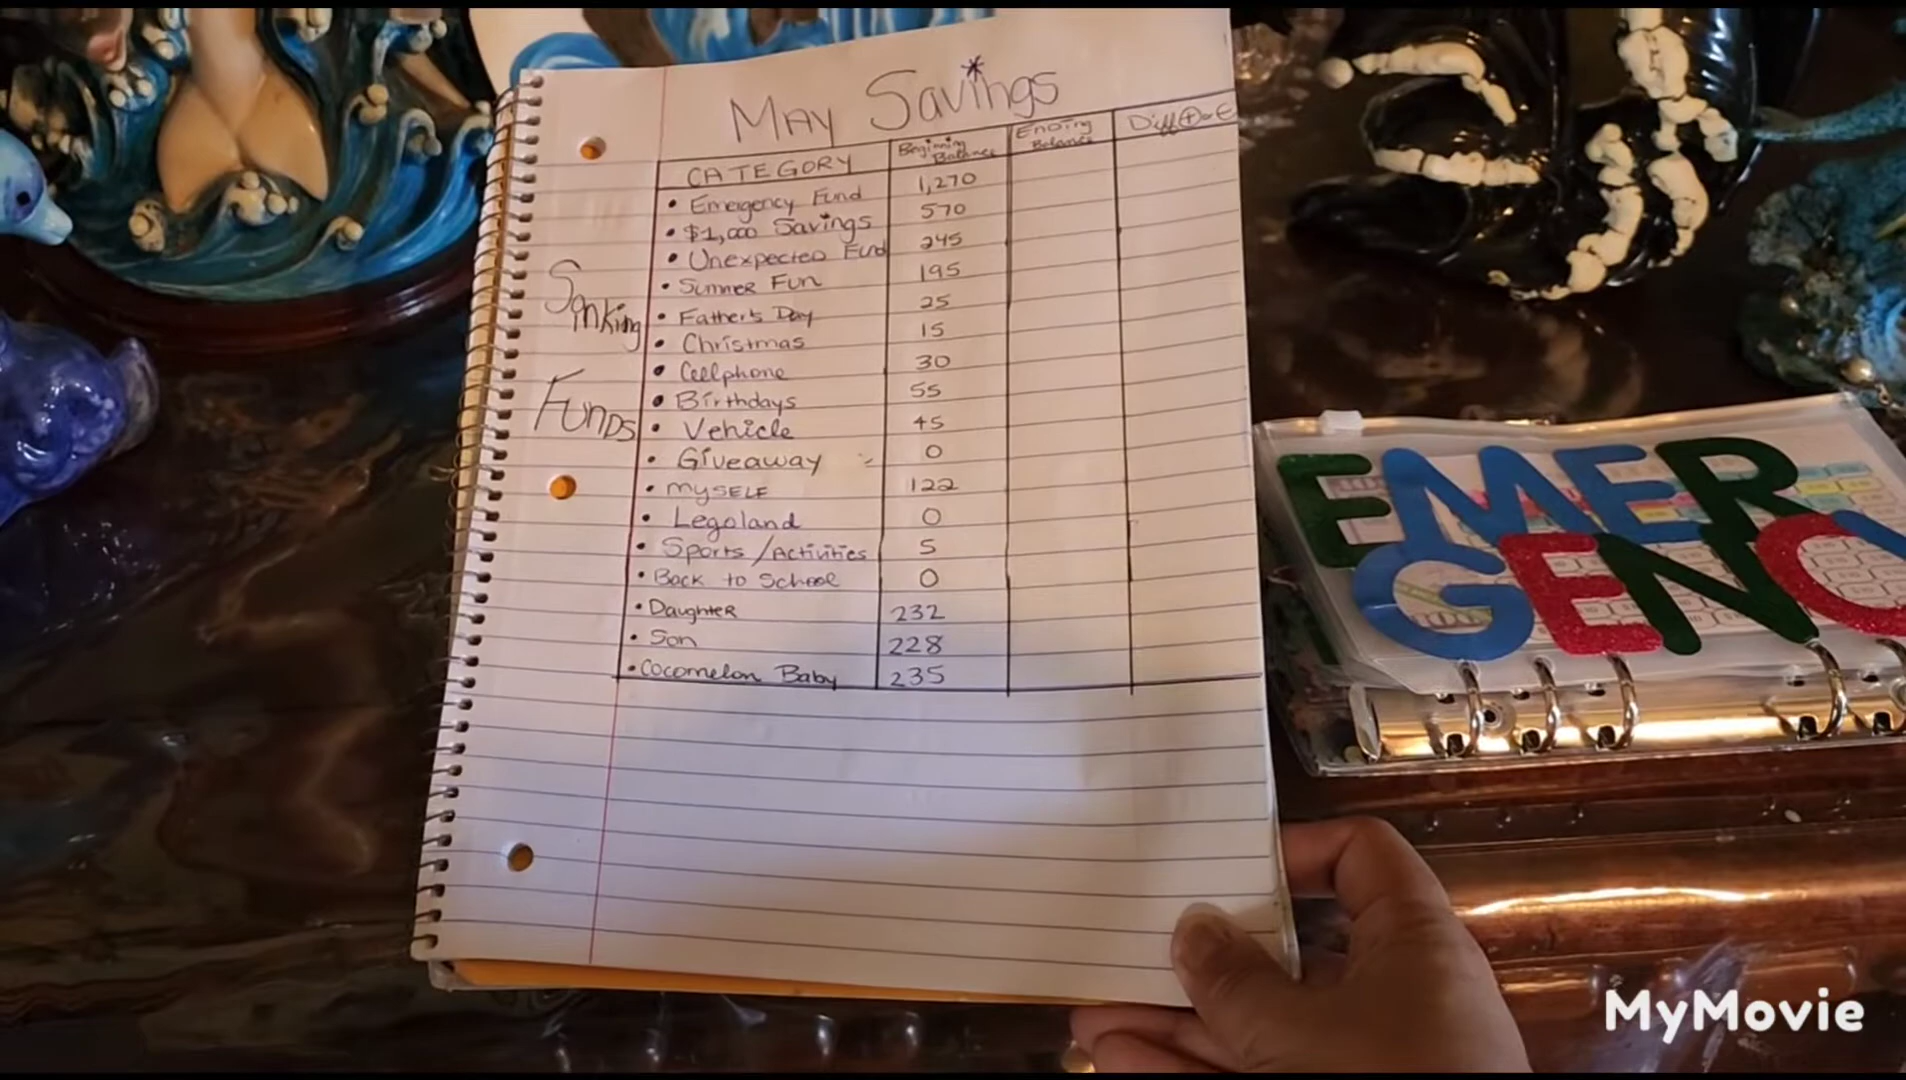 May Savings
CATEGORY Beginning Balance Ending Balance Diff + or -
Sinking Funds
• Emergency Fund 1,270
• $1,000 Savings 570
• Unexpected Fund 245
• Summer Fun 195
• Father's Day 25
• Christmas 15
• Cellphone 30
• Birthdays 55
• Vehicle 45
• Giveaway 0
• MYSELF 122
• Legoland 0
• Sports/Activities 5
• Back to School 0
• Daughter 232
• Son 228
• Cocomelon Baby 235
EMER
GENC
MyMovie